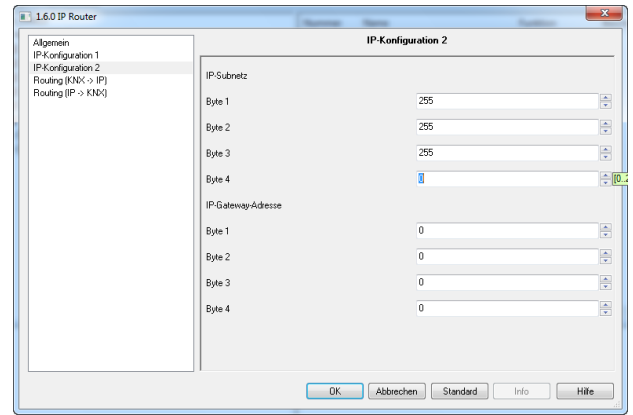 1.6.0 IP Router
Allgemein
IP-Konfiguration 1
IP-Konfiguration 2
Routing (KNX -> IP)
Routing (IP -> KNX)
IP-Konfiguration 2
IP-Subnetz
Byte 1 255
Byte 2 255
Byte 3 255
Byte 4 0
[0..2
IP-Gateway-Adresse
Byte 1 0
Byte 2 0
Byte 3 0
Byte 4 0
OK Abbrechen Standard Info Hilfe